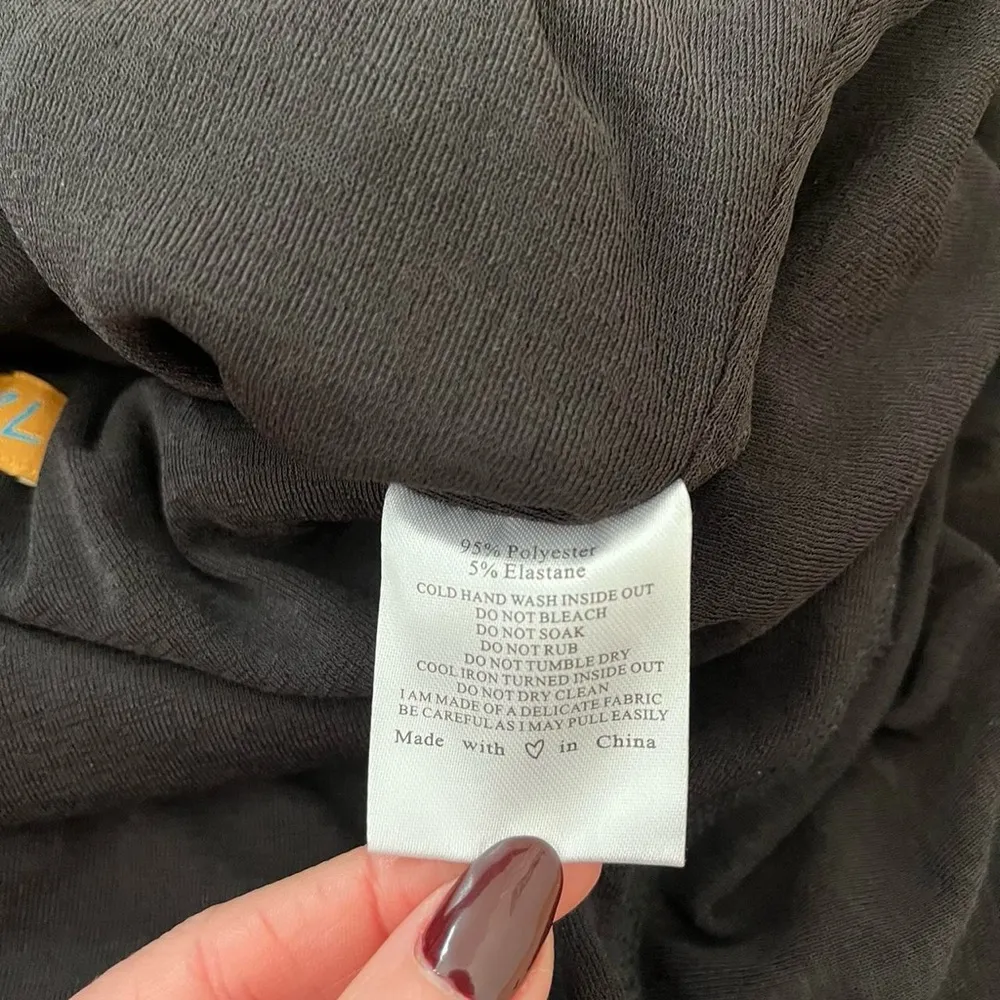 95% Polyester
5% Elastane
COLD HAND WASH INSIDE OUT
DO NOT BLEACH
DO NOT SOAK
DO NOT RUB
DO NOT TUMBLE DRY
COOL IRON TURNED INSIDE OUT
DO NOT DRY CLEAN
I AM MADE OF A DELICATE FABRIC
BE CAREFUL AS I MAY PULL EASILY
Made with ♡ in China